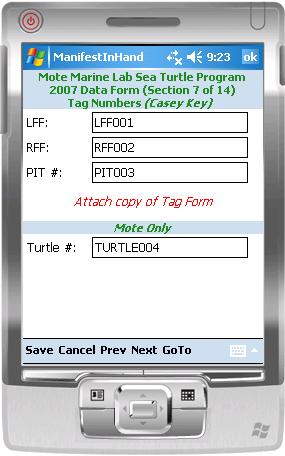 ManifestInHand 9:23 ok
Mote Marine Lab Sea Turtle Program
2007 Data Form (Section 7 of 14)
Tag Numbers (Casey Key)
LFF: LFF001
RFF: RFF002
PIT #: PIT003
Attach copy of Tag Form
Mote Only
Turtle #: TURTLE004
Save Cancel Prev Next GoTo